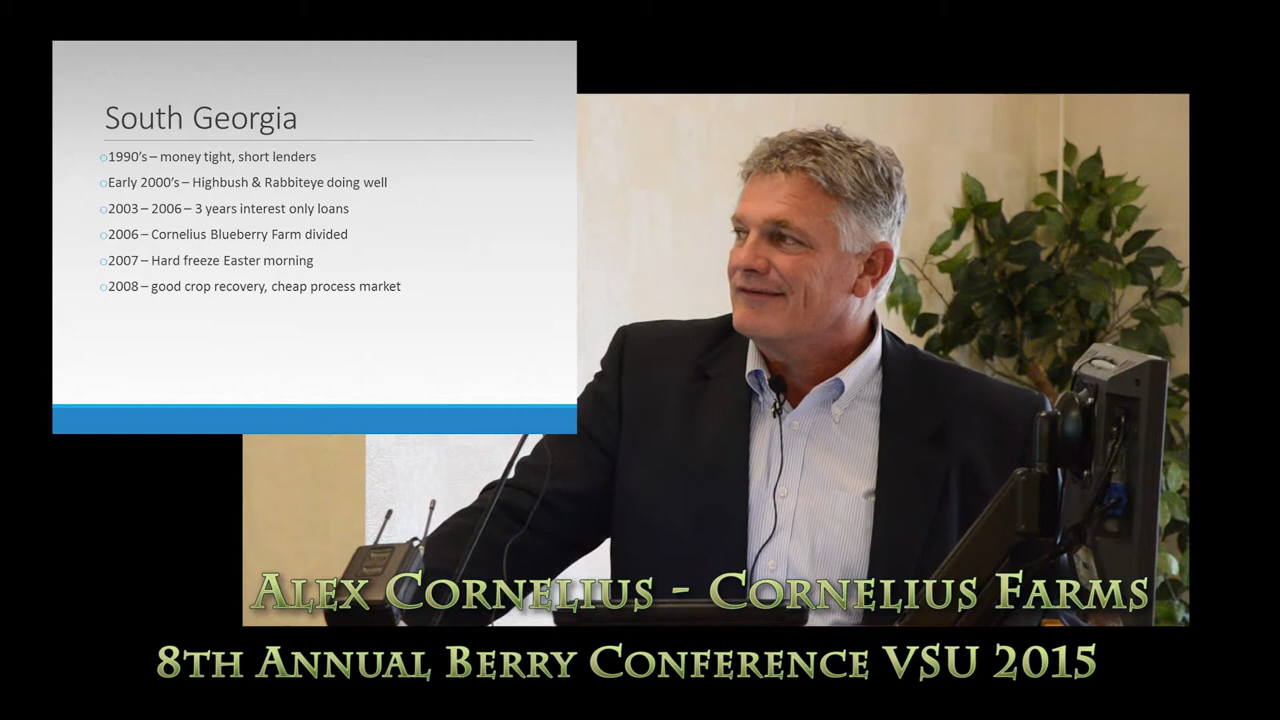 South Georgia
1990's – money tight, short lenders
Early 2000's – Highbush & Rabbiteye doing well
2003 – 2006 – 3 years interest only loans
2006 – Cornelius Blueberry Farm divided
2007 – Hard freeze Easter morning
2008 – good crop recovery, cheap process market
Alex Cornelius - Cornelius Farms
8th Annual Berry Conference VSU 2015